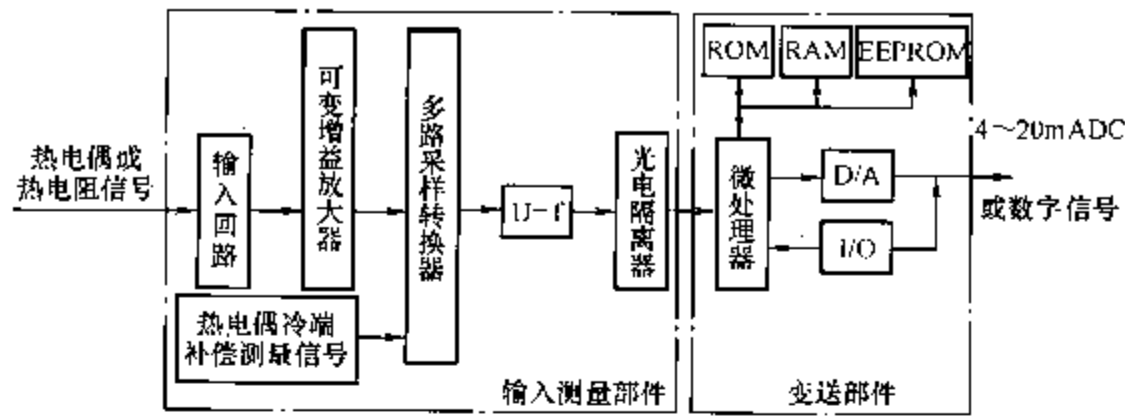 热电偶或
热电阻信号
输入回路
可变增益放大器
多路采样转换器
热电偶冷端
补偿测量信号
U-f
光电隔离器
输入测量部件
ROM
RAM
EEPROM
微处理器
D/A
I/O
变送部件
4～20mADC
或数字信号